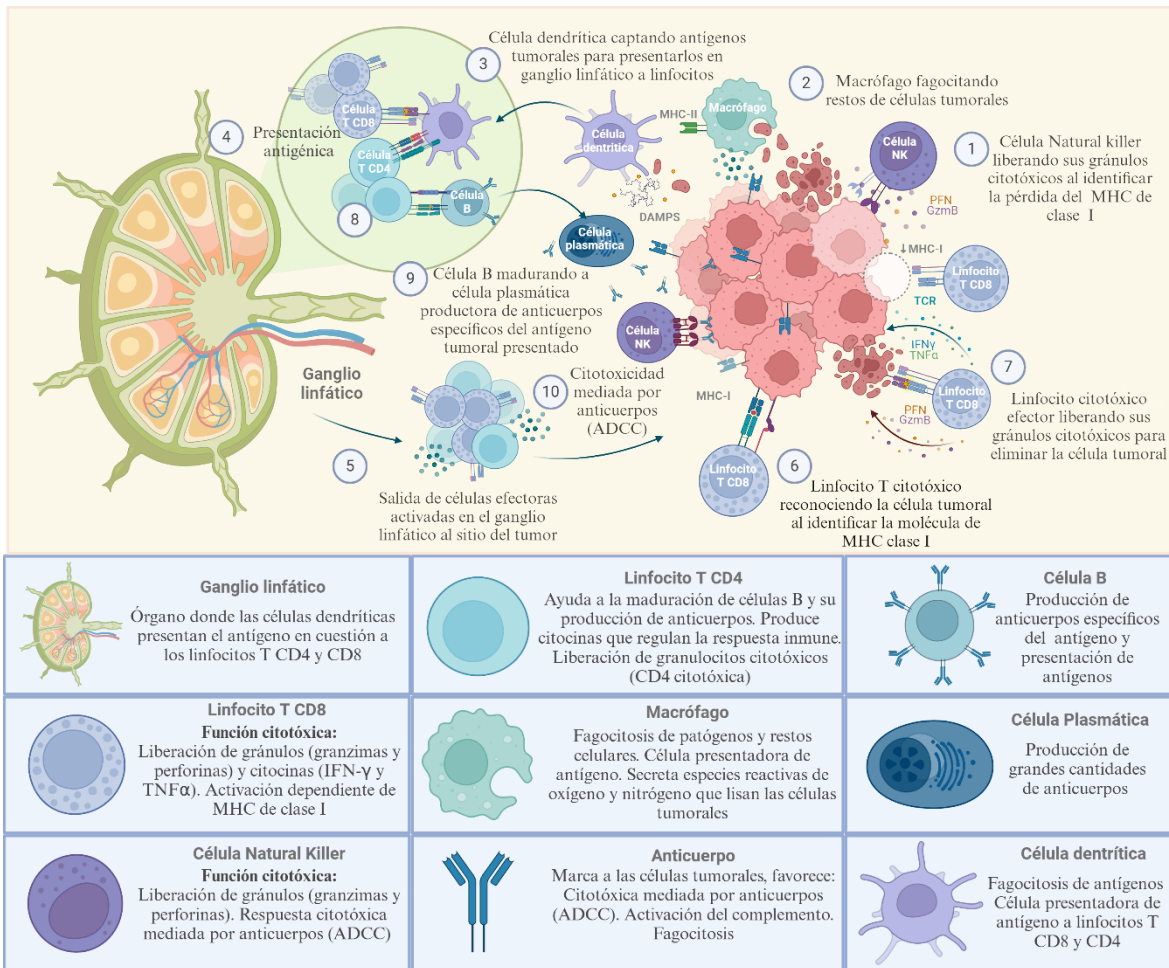 3
Célula dendrítica captando antígenos
tumorales para presentarlos en
ganglio linfático a linfocitos
2
Macrófago fagocitando
restos de células tumorales
1
Célula Natural killer
liberando sus gránulos
citotóxicos al identificar
la pérdida del MHC de
clase I
4
Presentación
antigénica
Célula
T CD8
Célula
T CD4
Célula
B
8
Célula
dentrítica
MHC-II
Macrófago
Célula
NK
PFN
GzmB
DAMPS
Célula
plasmática
↓MHC-I
Linfocito
T CD8
TCR
9
Célula B madurando a
célula plasmática
productora de anticuerpos
específicos del antígeno
tumoral presentado
Célula
NK
IFNγ
TNFα
Linfocito
T CD8
PFN
GzmB
7
Linfocito citotóxico
efector liberando sus
gránulos citotóxicos para
eliminar la célula tumoral
Ganglio
linfático
10
Citotoxicidad
mediada por
anticuerpos
(ADCC)
MHC-I
Linfocito
T CD8
5
Salida de células efectoras
activadas en el ganglio
linfático al sitio del tumor
6
Linfocito T citotóxico
reconociendo la célula tumoral
al identificar la molécula de
MHC clase I
Ganglio linfático
Órgano donde las células dendríticas
presentan el antígeno en cuestión a
los linfocitos T CD4 y CD8
Linfocito T CD4
Ayuda a la maduración de células B y su
producción de anticuerpos. Produce
citocinas que regulan la respuesta inmune.
Liberación de granulocitos citotóxicos
(CD4 citotóxica)
Célula B
Producción de
anticuerpos específicos
del antígeno y
presentación de
antígenos
Linfocito T CD8
Función citotóxica:
Liberación de gránulos (granzimas y
perforinas) y citocinas (IFN-γ y
TNFα). Activación dependiente de
MHC de clase I
Macrófago
Fagocitosis de patógenos y restos
celulares. Célula presentadora de
antígeno. Secreta especies reactivas de
oxígeno y nitrógeno que lisan las células
tumorales
Célula Plasmática
Producción de
grandes cantidades
de anticuerpos
Célula Natural Killer
Función citotóxica:
Liberación de gránulos (granzimas y
perforinas). Respuesta citotóxica
mediada por anticuerpos (ADCC)
Anticuerpo
Marca a las células tumorales, favorece:
Citotóxica mediada por anticuerpos
(ADCC). Activación del complemento.
Fagocitosis
Célula dentrítica
Fagocitosis de antígenos
Célula presentadora de
antígeno a linfocitos T
CD8 y CD4